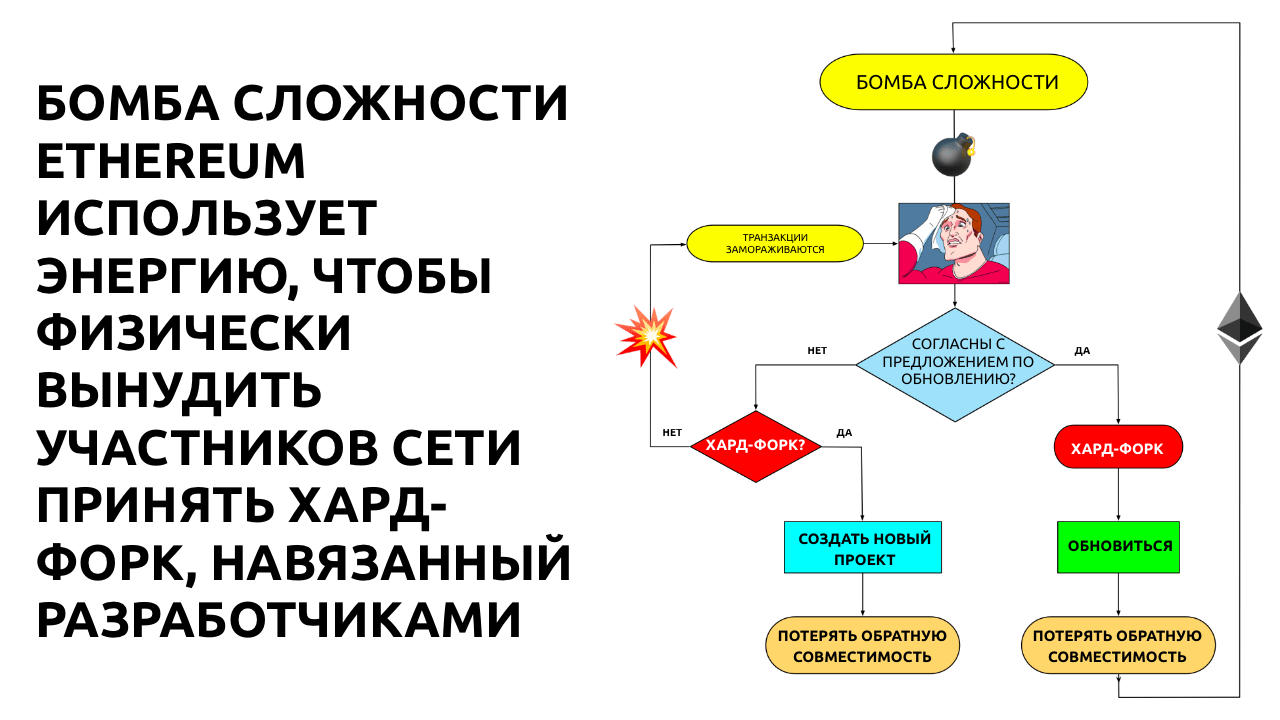 БОМБА СЛОЖНОСТИ
ETHEREUM
ИСПОЛЬЗУЕТ
ЭНЕРГИЮ, ЧТОБЫ
ФИЗИЧЕСКИ
ВЫНУДИТЬ
УЧАСТНИКОВ СЕТИ
ПРИНЯТЬ ХАРД-
ФОРК, НАВЯЗАННЫЙ
РАЗРАБОТЧИКАМИ
БОМБА СЛОЖНОСТИ
ТРАНЗАКЦИИ
ЗАМОРАЖИВАЮТСЯ
СОГЛАСНЫ С
ПРЕДЛОЖЕНИЕМ ПО
ОБНОВЛЕНИЮ?
НЕТ
ДА
ХАРД-ФОРК?
НЕТ
ДА
ХАРД-ФОРК
СОЗДАТЬ НОВЫЙ
ПРОЕКТ
ОБНОВИТЬСЯ
ПОТЕРЯТЬ ОБРАТНУЮ
СОВМЕСТИМОСТЬ
ПОТЕРЯТЬ ОБРАТНУЮ
СОВМЕСТИМОСТЬ